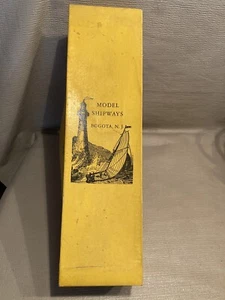 MODEL
SHIPWAYS
BOGOTA, N. J.